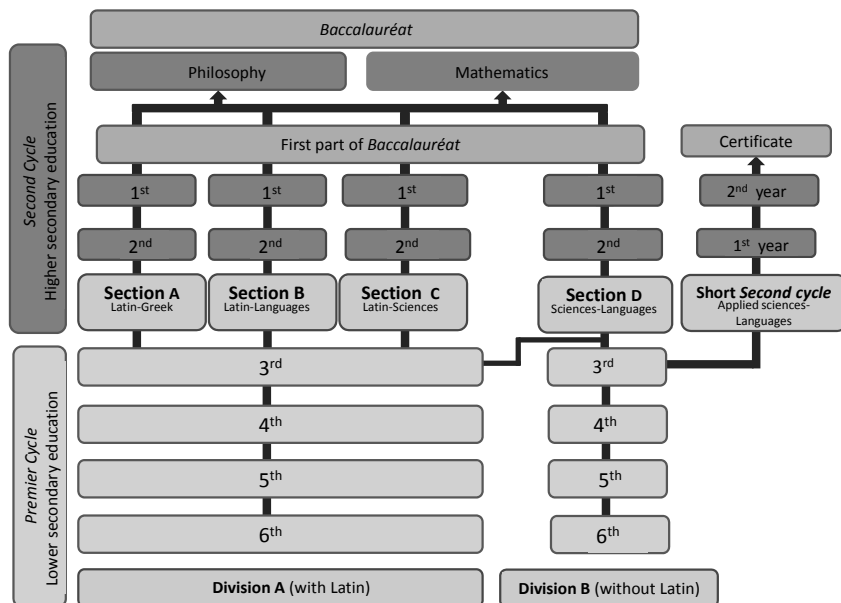 Baccalauréat
Philosophy
Mathematics
Second Cycle
Higher secondary education
First part of Baccalauréat
Certificate
1st
1st
1st
1st
2nd year
2nd
2nd
2nd
2nd
1st year
Section A
Latin-Greek
Section B
Latin-Languages
Section C
Latin-Sciences
Section D
Sciences-Languages
Short Second cycle
Applied sciences-
Languages
Premier Cycle
Lower secondary education
3rd
3rd
4th
4th
5th
5th
6th
6th
Division A (with Latin)
Division B (without Latin)